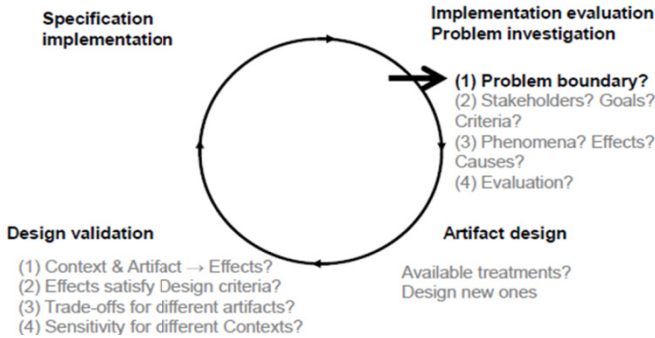 Specification
implementation
Implementation evaluation
Problem investigation
(1) Problem boundary?
(2) Stakeholders? Goals?
Criteria?
(3) Phenomena? Effects?
Causes?
(4) Evaluation?
Design validation
(1) Context & Artifact → Effects?
(2) Effects satisfy Design criteria?
(3) Trade-offs for different artifacts?
(4) Sensitivity for different Contexts?
Artifact design
Available treatments?
Design new ones